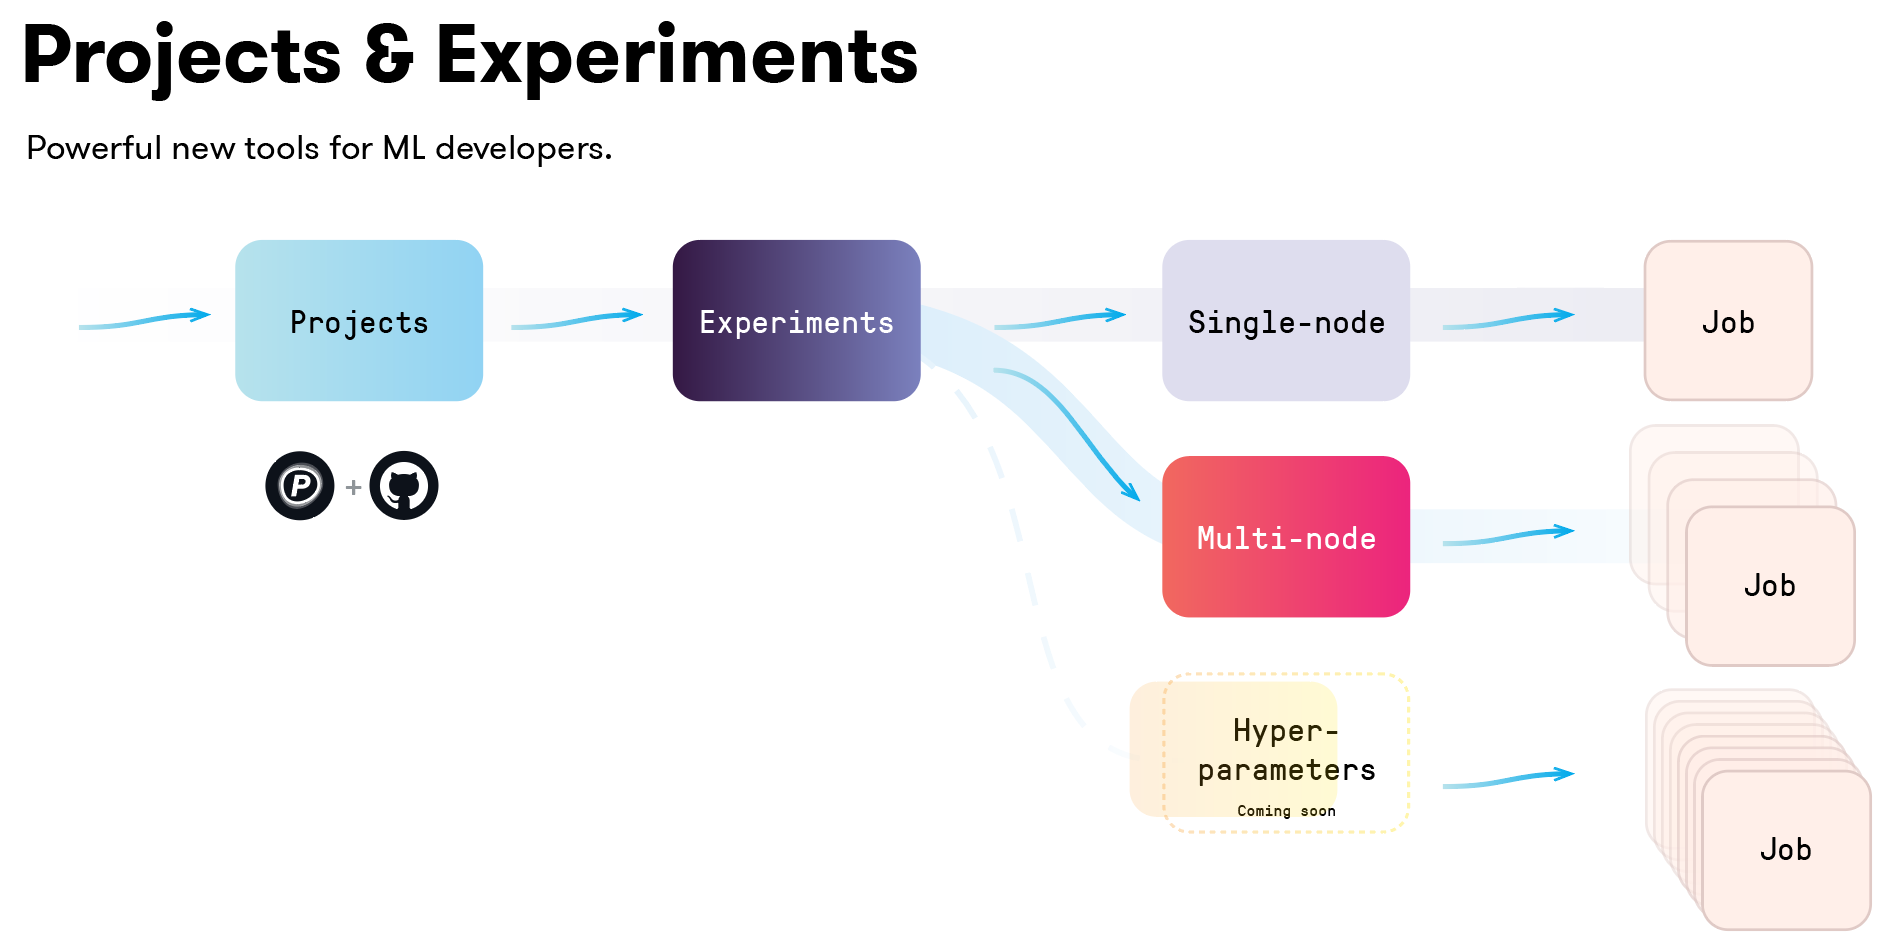 Projects & Experiments
Powerful new tools for ML developers.
Projects
Experiments
Single-node
Job
P
+
Multi-node
Job
Hyper-
parameters
Coming soon
Job